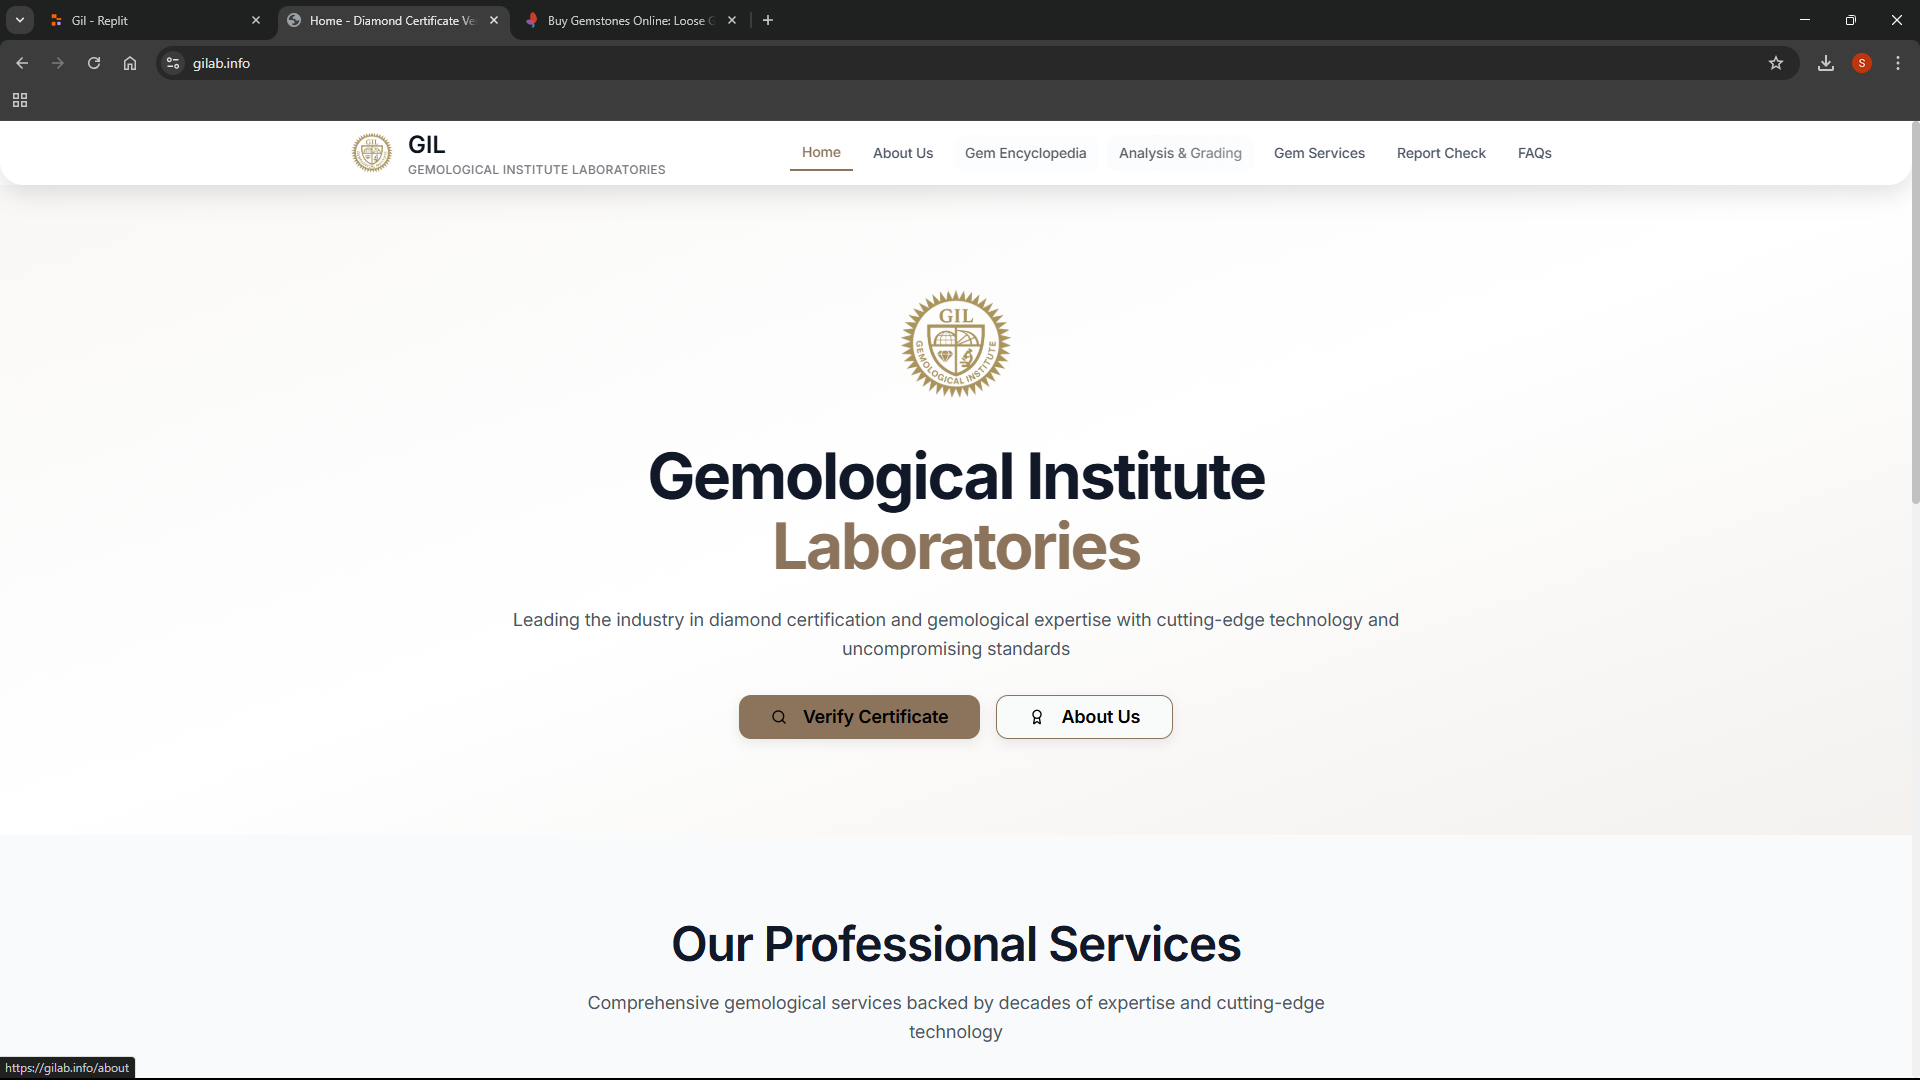 Gil - Replit
Home - Diamond Certificate Ve
Buy Gemstones Online: Loose G
gilab.info
S
GIL
GEMOLOGICAL INSTITUTE LABORATORIES
Home
About Us
Gem Encyclopedia
Analysis & Grading
Gem Services
Report Check
FAQs
GIL
GEMOLOGICAL INSTITUTE
Gemological Institute
Laboratories
Leading the industry in diamond certification and gemological expertise with cutting-edge technology and
uncompromising standards
Verify Certificate
About Us
Our Professional Services
Comprehensive gemological services backed by decades of expertise and cutting-edge
technology
https://gilab.info/about